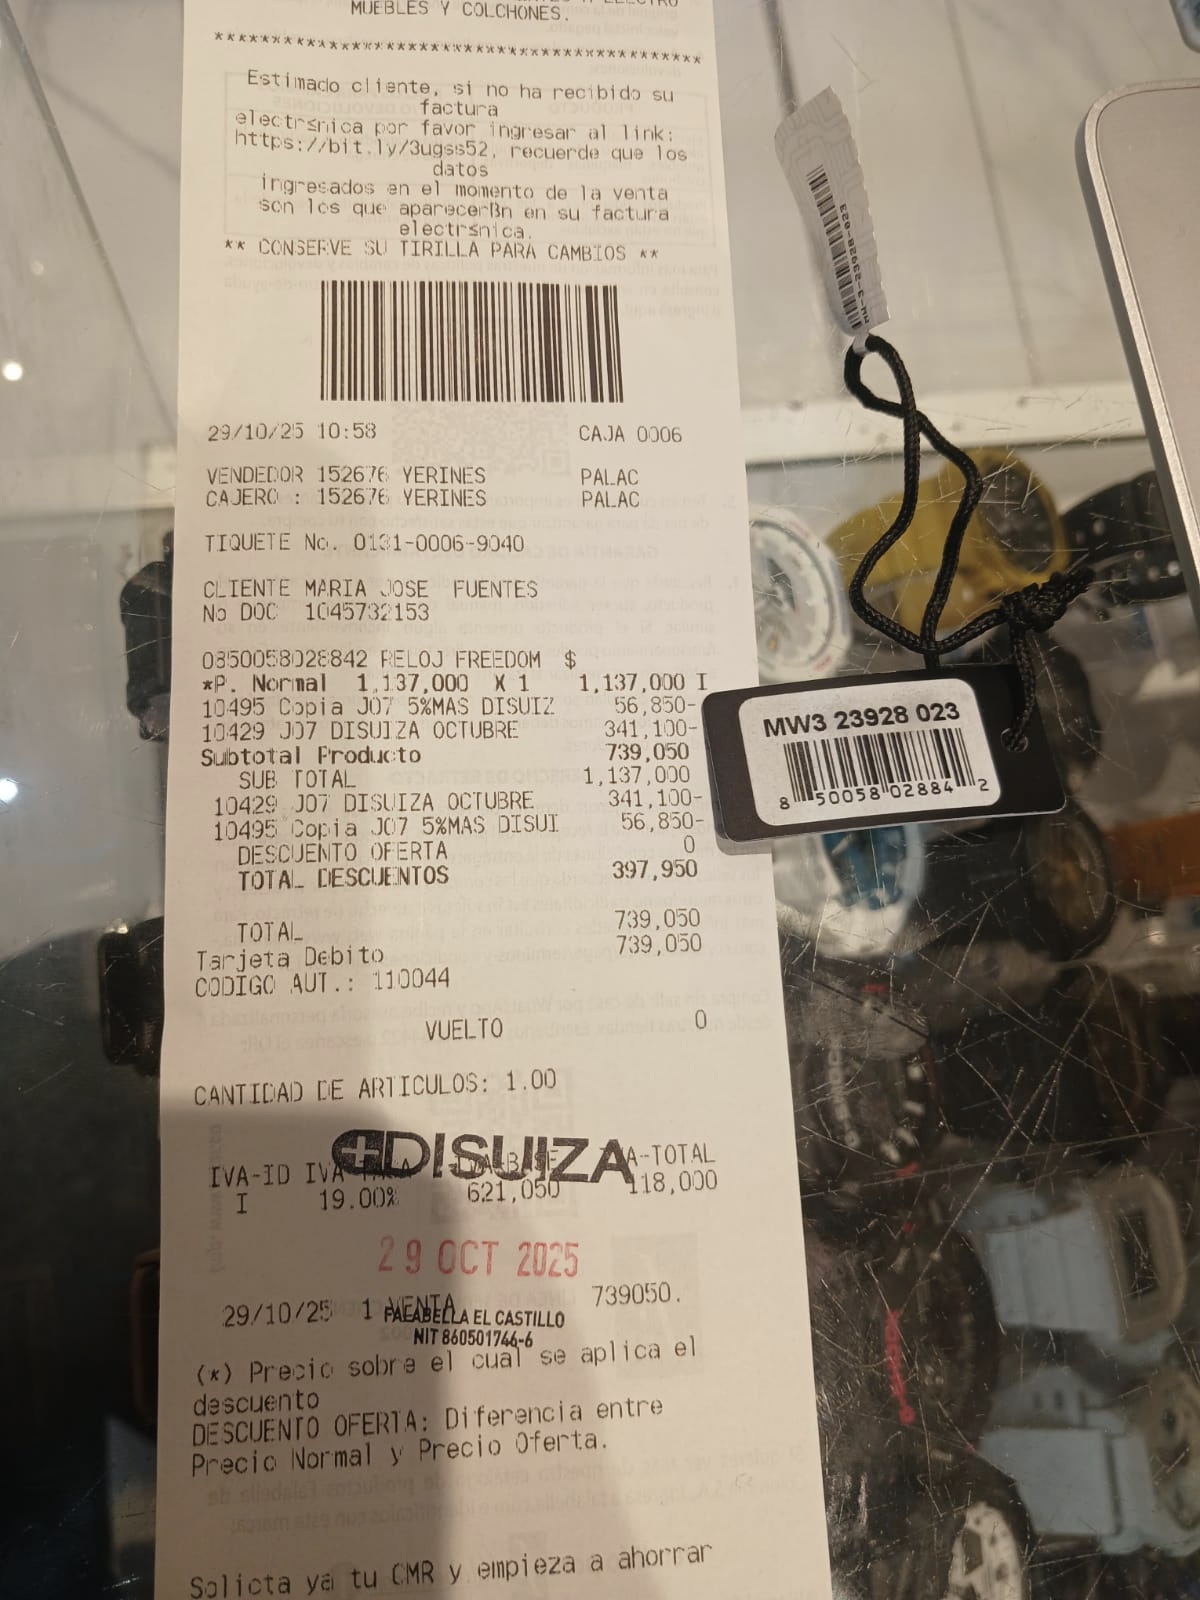 MUEBLES Y COLCHONES.
******************************************
Estimado cliente, si no ha recibido su
factura
electrsnica por favor ingresar al link:
https://bit.ly/3ugss52, recuerde que los
datos
ingresados en el momento de la venta
son los que aparecerßn en su factura
electrsnica.
** CONSERVE SU TIRILLA PARA CAMBIOS **
29/10/25 10:58 CAJA 0006
VENDEDOR 152676 YERINES PALAC
CAJERO : 152676 YERINES PALAC
TIQUETE No. 0131-0006-9040
CLIENTE MARIA JOSE FUENTES
No DOC 1045732153
0850058028842 RELOJ FREEDOM $
*P. Normal 1,137,000 X 1 1,137,000 I
10495 Copia J07 5%MAS DISUIZ 56,850-
10429 J07 DISUIZA OCTUBRE 341,100-
Subtotal Producto 739,050
SUB TOTAL 1,137,000
10429 J07 DISUIZA OCTUBRE 341,100-
10495 Copia J07 5%MAS DISUI 56,850-
DESCUENTO OFERTA 0
TOTAL DESCUENTOS 397,950
TOTAL 739,050
Tarjeta Debito 739,050
CODIGO AUT.: 110044
VUELTO 0
CANTIDAD DE ARTICULOS: 1.00
DISUIZA
IVA-ID IVA A-TOTAL
I 19.00% 621,050 118,000
29 OCT 2025
29/10/25 1 VENTA 739050.
FALABELLA EL CASTILLO
NIT 860501746-6
(*) Precio sobre el cual se aplica el
descuento
DESCUENTO OFERTA: Diferencia entre
Precio Normal y Precio Oferta.
Solicta ya tu CMR y empieza a ahorrar
MW-3-23928-023
MW3 23928 023
8 50058 02884 2